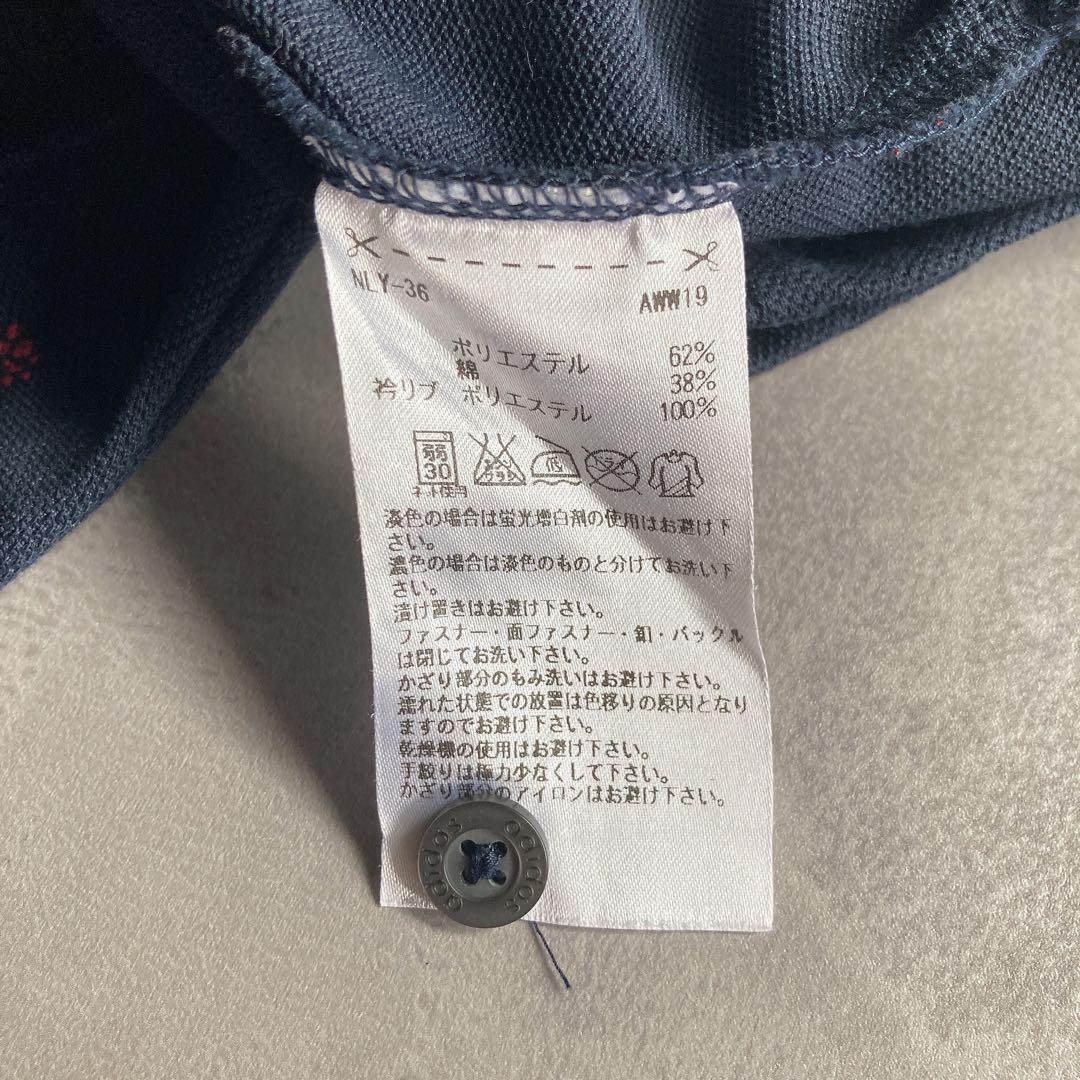 NLY-36 AWW19
ポリエステル 62%
綿 38%
衿リブ ポリエステル 100%
弱 30 低
ネット使用
淡色の場合は蛍光増白剤の使用はお避け下
さい。
濃色の場合は淡色のものと分けてお洗い下
さい。
漬け置きはお避け下さい。
ファスナー・面ファスナー・釦・バックル
は閉じてお洗い下さい。
かざり部分のもみ洗いはお避け下さい。
濡れた状態での放置は色移りの原因となり
ますのでお避け下さい。
乾燥機の使用はお避け下さい。
手絞りは極力少なくして下さい。
かざり部分のアイロンはお避け下さい。
adidas adidas